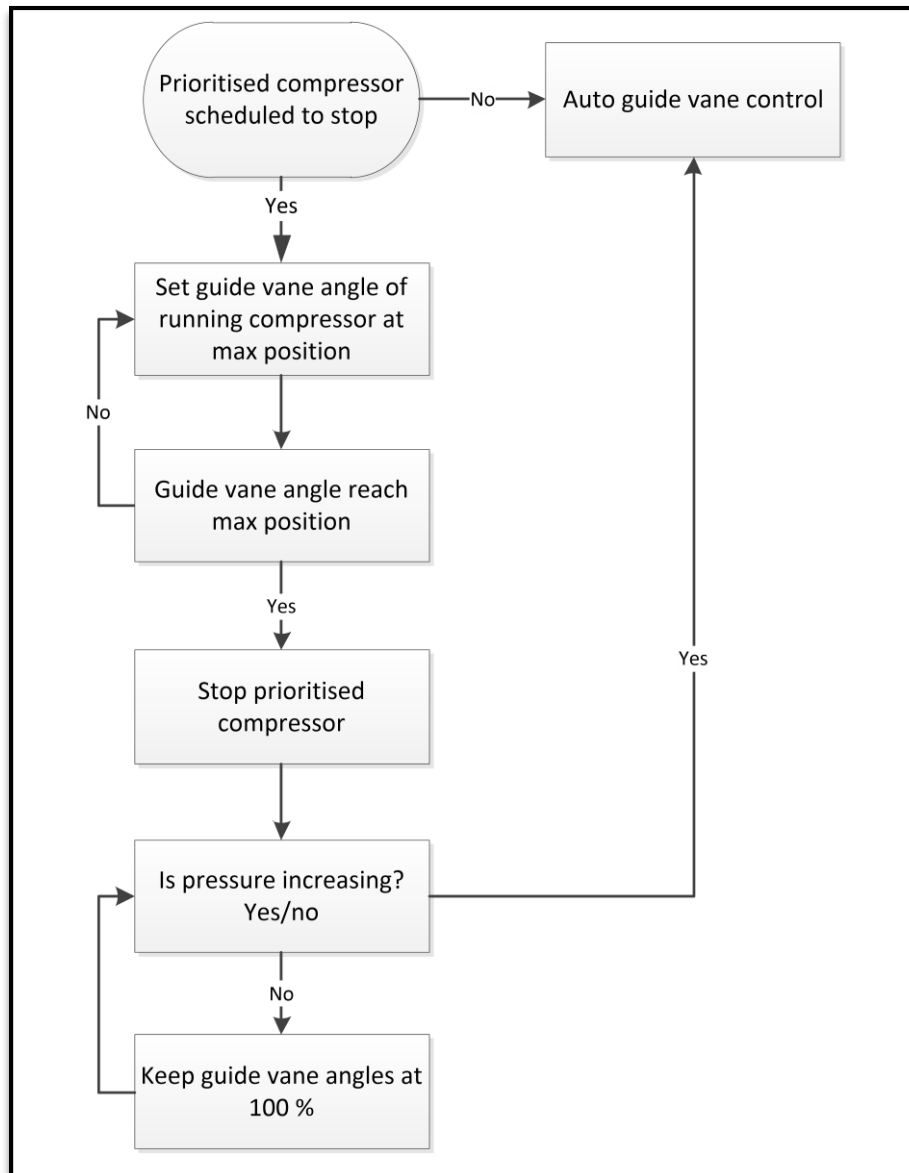 Prioritised compressor
scheduled to stop
No
Auto guide vane control
Yes
Set guide vane angle of
running compressor at
max position
No
Guide vane angle reach
max position
Yes
Stop prioritised
compressor
Yes
Is pressure increasing?
Yes/no
No
Keep guide vane angles at
100 %